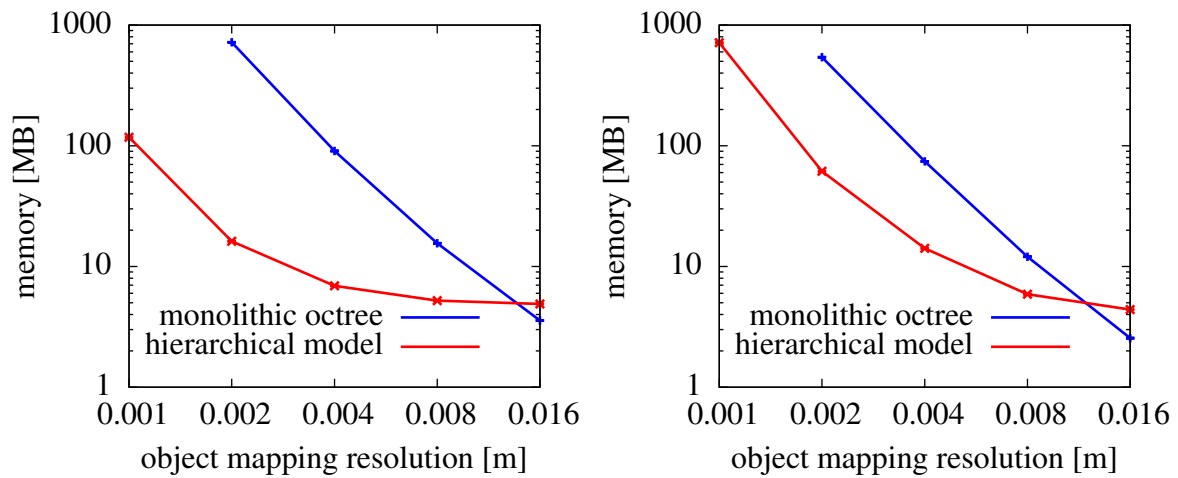 1000
100
10
1
memory [MB]
monolithic octree
hierarchical model
0.001 0.002 0.004 0.008 0.016
object mapping resolution [m]
1000
100
10
1
memory [MB]
monolithic octree
hierarchical model
0.001 0.002 0.004 0.008 0.016
object mapping resolution [m]